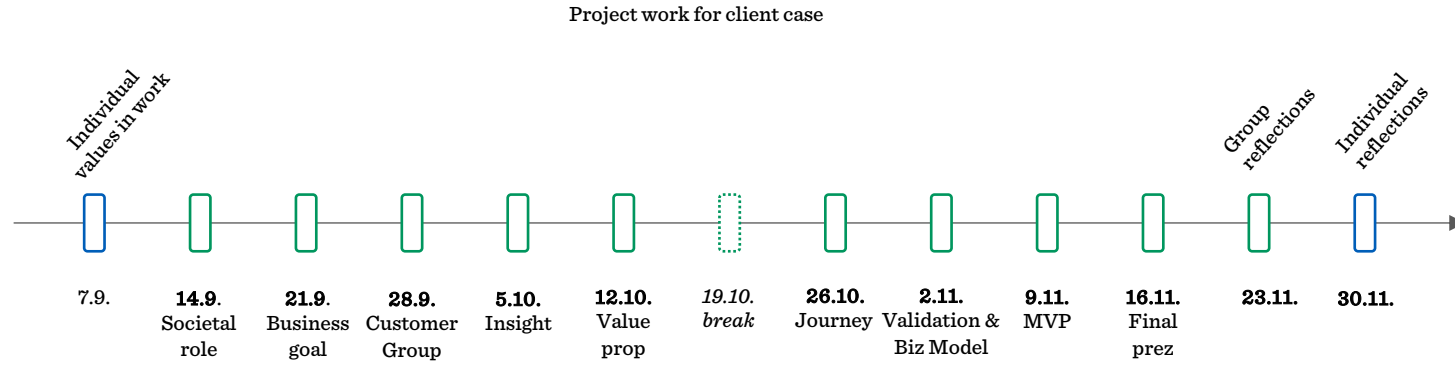 Project work for client case
Individual
values in work
Group
reflections
Individual
reflections
7.9.
14.9.
Societal
role
21.9.
Business
goal
28.9.
Customer
Group
5.10.
Insight
12.10.
Value
prop
19.10.
break
26.10.
Journey
2.11.
Validation &
Biz Model
9.11.
MVP
16.11.
Final
prez
23.11.
30.11.